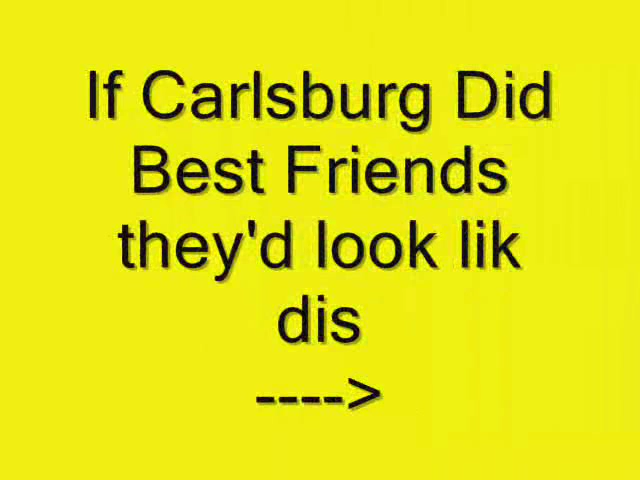 If Carlsburg Did
Best Friends
they'd look lik
dis
---->